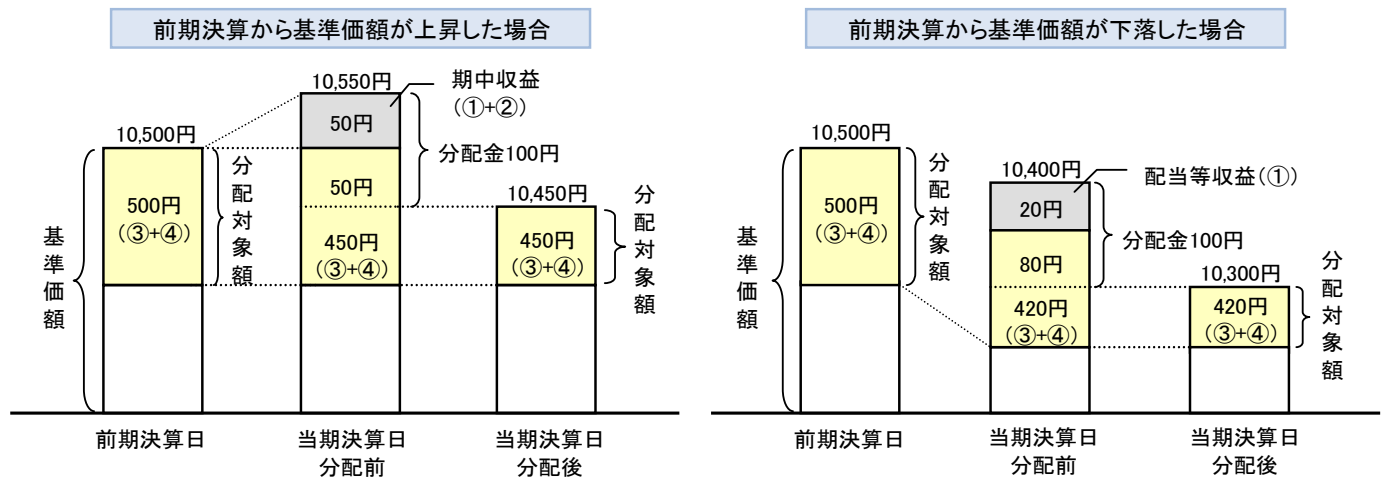 前期決算から基準価額が上昇した場合
10,550円
期中収益
(①+②)
50円
10,500円
分配金100円
分配対象額
500円
(③+④)
50円
10,450円
分配対象額
基準価額
450円
(③+④)
450円
(③+④)
前期決算日
当期決算日
分配前
当期決算日
分配後
前期決算から基準価額が下落した場合
10,500円
分配対象額
10,400円
配当等収益(①)
500円
(③+④)
20円
分配金100円
基準価額
80円
10,300円
分配対象額
420円
(③+④)
420円
(③+④)
前期決算日
当期決算日
分配前
当期決算日
分配後